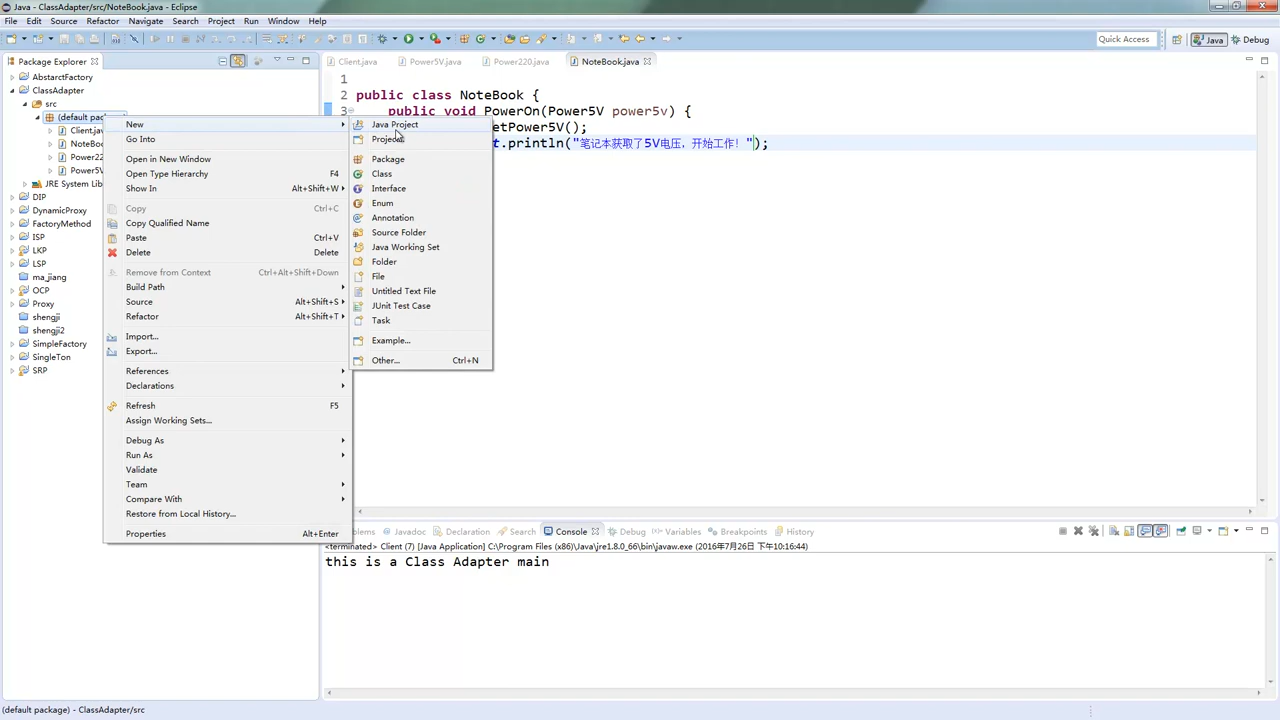 Java - ClassAdapter/src/NoteBook.java - Eclipse
File Edit Source Refactor Navigate Search Project Run Window Help
Quick Access
Java
Debug
Package Explorer
AbstarctFactory
ClassAdapter
src
(default pac
Client.jav
NoteBo
Power22
Power5V
JRE System Lib
DIP
DynamicProxy
FactoryMethod
ISP
LKP
LSP
ma_jiang
OCP
Proxy
shengji
shengji2
SimpleFactory
SingleTon
SRP
New
Go Into
Open in New Window
Open Type Hierarchy F4
Show In Alt+Shift+W
Copy Ctrl+C
Copy Qualified Name
Paste Ctrl+V
Delete Delete
Remove from Context Ctrl+Alt+Shift+Down
Build Path
Source Alt+Shift+S
Refactor Alt+Shift+T
Import...
Export...
References
Declarations
Refresh F5
Assign Working Sets...
Debug As
Run As
Validate
Team
Compare With
Restore from Local History...
Properties Alt+Enter
Java Project
Project...
Package
Class
Interface
Enum
Annotation
Source Folder
Java Working Set
Folder
File
Untitled Text File
JUnit Test Case
Task
Example...
Other... Ctrl+N
Client.java Power5V.java Power220.java NoteBook.java
1
2 public class NoteBook {
3 public void PowerOn(Power5V power5v) {
etPower5V();
t.println("笔记本获取了5V电压，开始工作！");
blems Javadoc Declaration Search Console Debug Variables Breakpoints History
<terminated> Client (7) [Java Application] C:\Program Files (x86)\Java\jre1.8.0_66\bin\javaw.exe (2016年7月26日 下午10:16:44)
this is a Class Adapter main
(default package) - ClassAdapter/src